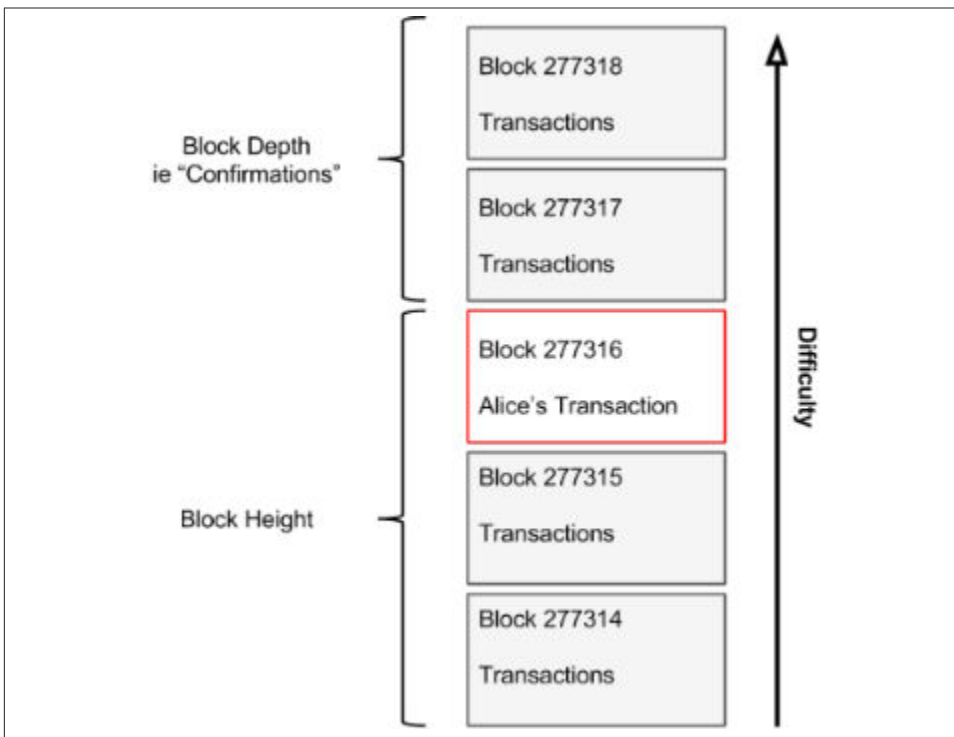 Block 277318
Transactions
Block Depth
ie “Confirmations”
Block 277317
Transactions
Block 277316
Alice’s Transaction
Difficulty
Block 277315
Transactions
Block Height
Block 277314
Transactions